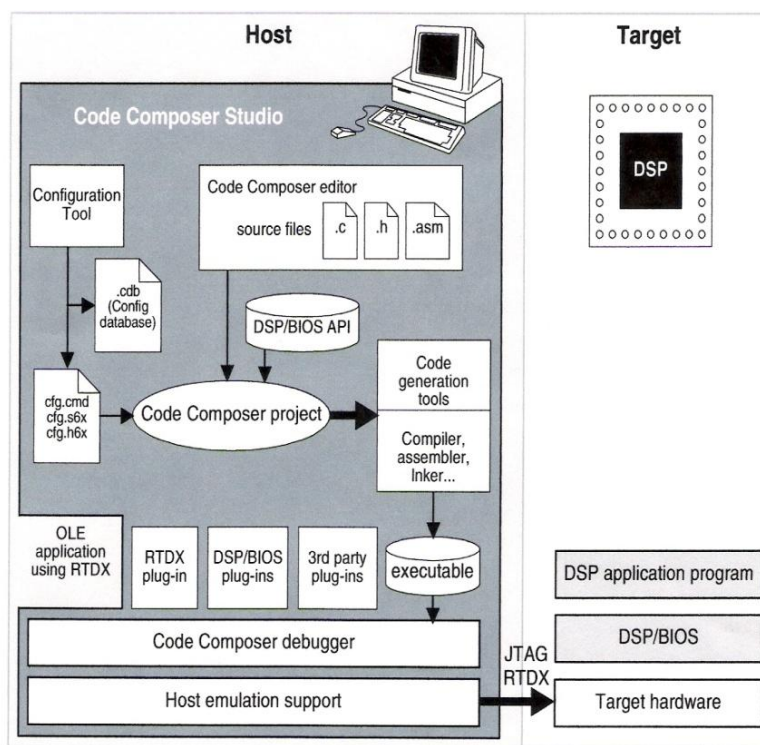 Host
Target
Code Composer Studio
DSP
Configuration
Tool
Code Composer editor
source files
.c
.h
.asm
.cdb
(Config
database)
DSP/BIOS API
cfg.cmd
cfg.s6x
cfg.h6x
Code Composer project
Code
generation
tools
Compiler,
assembler,
lnker...
OLE
application
using RTDX
RTDX
plug-in
DSP/BIOS
plug-ins
3rd party
plug-ins
executable
DSP application program
Code Composer debugger
DSP/BIOS
JTAG
RTDX
Host emulation support
Target hardware